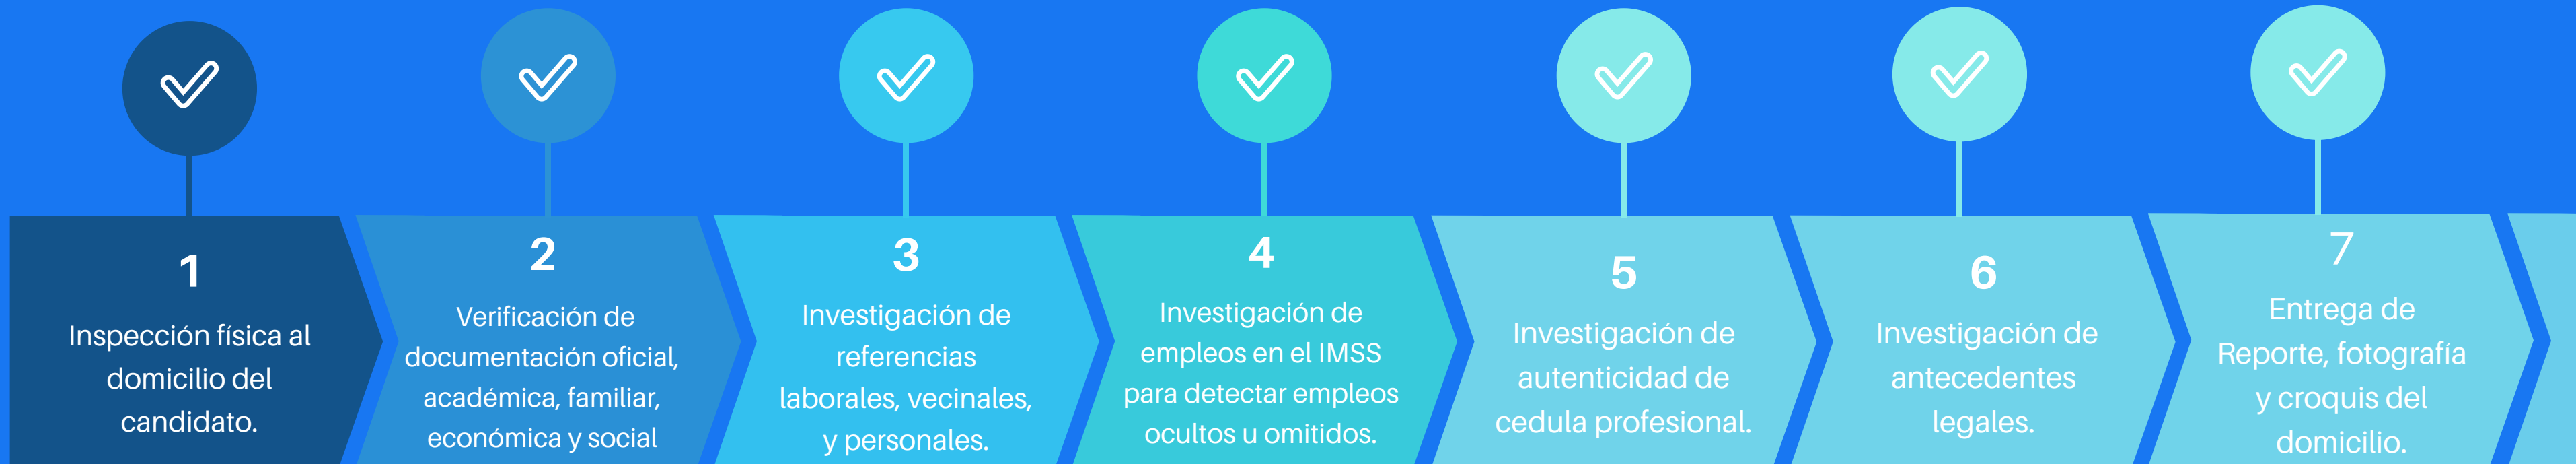 1
Inspección física al
domicilio del
candidato.
2
Verificación de
documentación oficial,
académica, familiar,
económica y social
3
Investigación de
referencias
laborales, vecinales,
y personales.
4
Investigación de
empleos en el IMSS
para detectar empleos
ocultos u omitidos.
5
Investigación de
autenticidad de
cedula profesional.
6
Investigación de
antecedentes
legales.
7
Entrega de
Reporte, fotografía
y croquis del
domicilio.